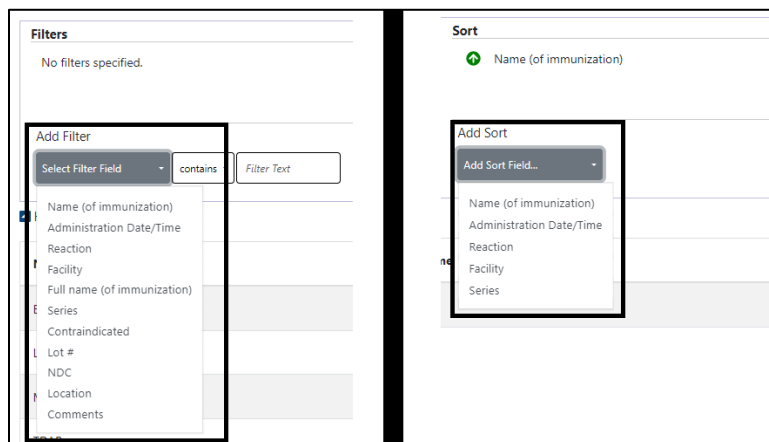 Filters
No filters specified.
Add Filter
Select Filter Field contains Filter Text
Name (of immunization)
Administration Date/Time
Reaction
Facility
Full name (of immunization)
Series
Contraindicated
Lot #
NDC
Location
Comments
Sort
Name (of immunization)
Add Sort
Add Sort Field...
Name (of immunization)
Administration Date/Time
Reaction
Facility
Series